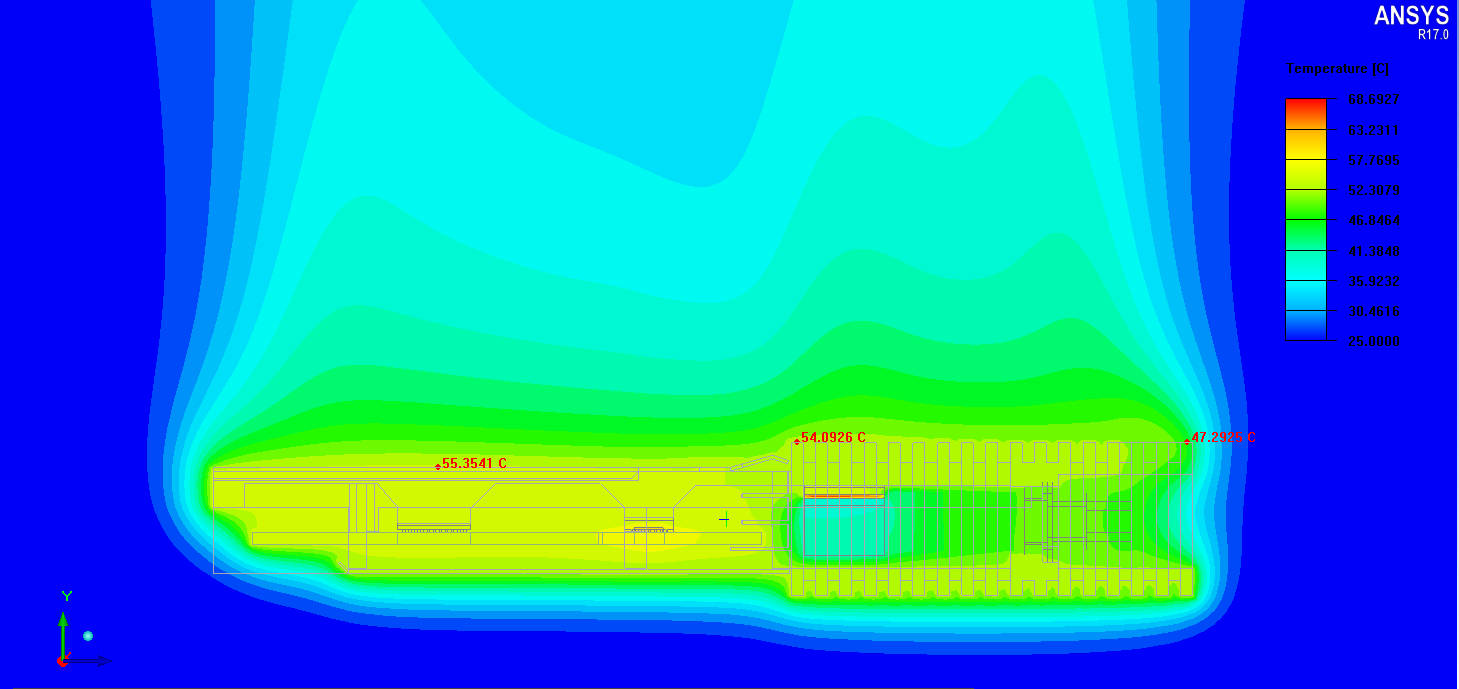 ANSYS
R17.0
Temperature [C]
68.6927
63.2311
57.7695
52.3079
46.8464
41.3848
35.9232
30.4616
25.0000
54.0926 C
47.2925 C
55.3541 C
Y